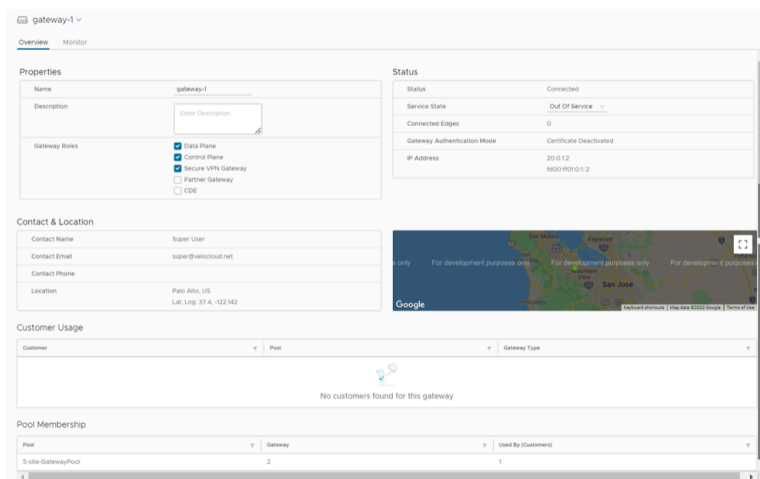 gateway-1
Overview Monitor
Properties
Name gateway-1
Description Enter Description
Gateway Roles Data Plane
Control Plane
Secure VPN Gateway
Partner Gateway
CDE
Status
Status Connected
Service State Out Of Service
Connected Edges 0
Gateway Authentication Mode Certificate Deactivated
IP Address 20.0.1.2
fd00:ff01:0:1::2
Contact & Location
Contact Name Super User
Contact Email super@velocloud.net
Contact Phone
Location Palo Alto, US
Lat, Lng: 37.4, -122.142
San Mateo Fremont
s only For development purposes only For development purposes only For development purposes
Mountain
View
San Jose
Google
Keyboard shortcuts Map data ©2022 Google Terms of Use
Customer Usage
Customer Pool Gateway Type
No customers found for this gateway
Pool Membership
Pool Gateway Used By (Customers)
5-site-GatewayPool 2 1